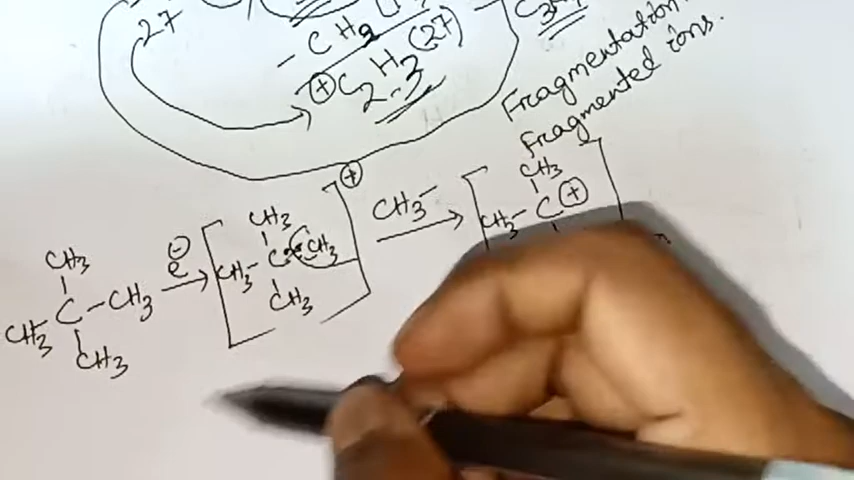 27
- CH2
⊕C2H3 (27)
Fragmentation.
Fragmented ions.
CH3
CH3 - C - CH3
CH3
⊖
e
CH3
CH3 - C CH3
CH3
⊕
CH3-
CH3
CH3 - C ⊕